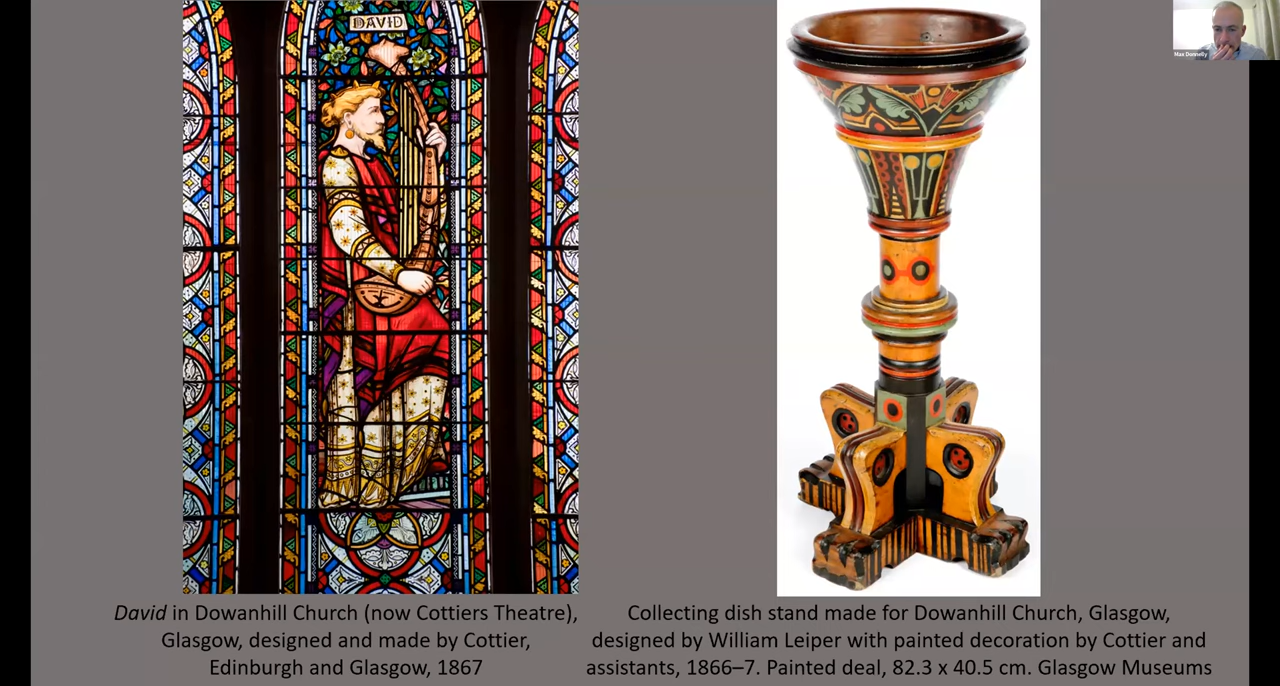 DAVID
Max Donnelly
David in Dowanhill Church (now Cottiers Theatre),
Glasgow, designed and made by Cottier,
Edinburgh and Glasgow, 1867
Collecting dish stand made for Dowanhill Church, Glasgow,
designed by William Leiper with painted decoration by Cottier and
assistants, 1866–7. Painted deal, 82.3 x 40.5 cm. Glasgow Museums